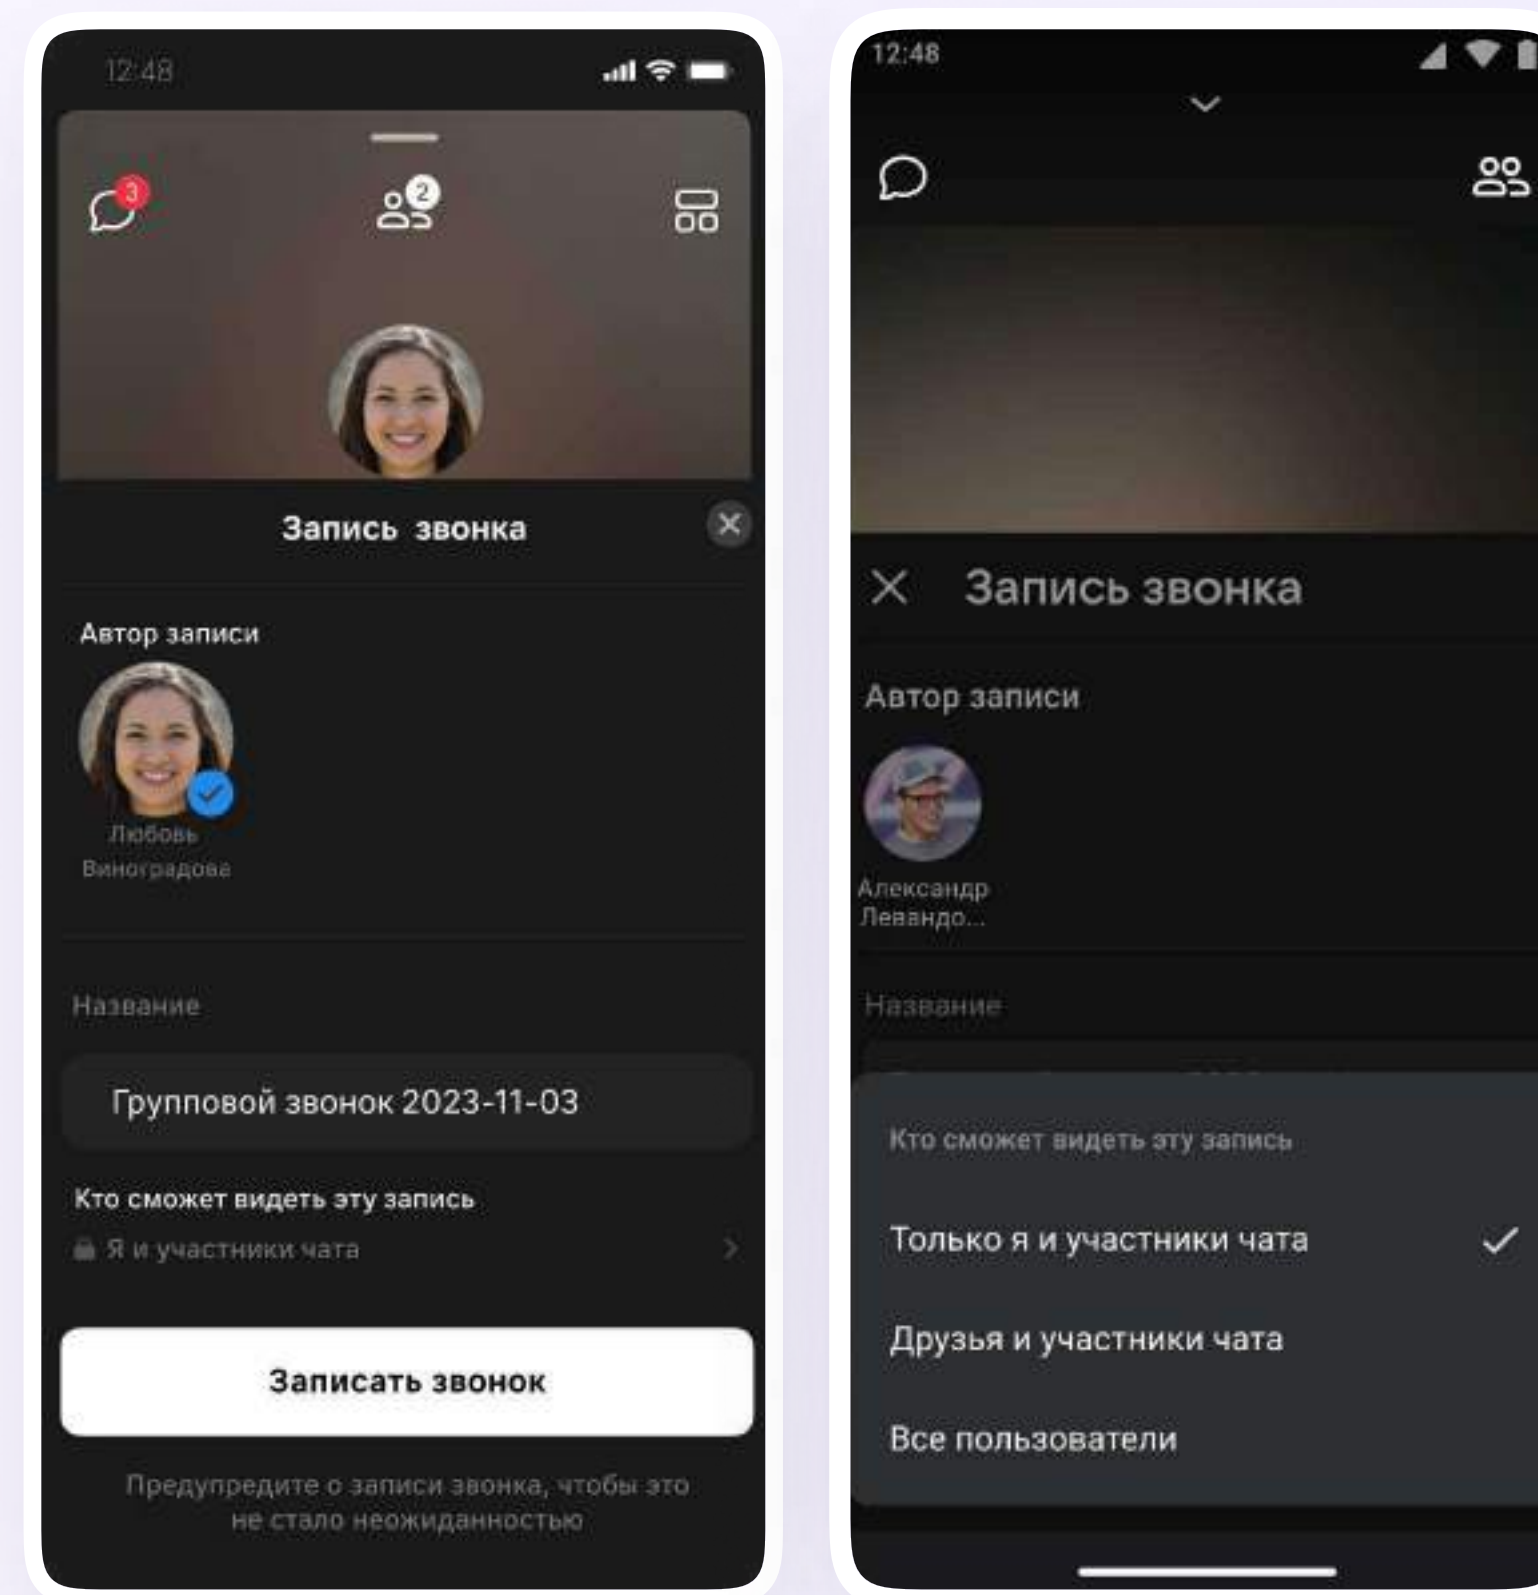 12:48
3
2
Запись звонка
Автор записи
Любовь
Виноградова
Название
Групповой звонок 2023-11-03
Кто сможет видеть эту запись
Я и участники чата
Записать звонок
Предупредите о записи звонка, чтобы это
не стало неожиданностью
12:48
Запись звонка
Автор записи
Александр
Левандо...
Название
Кто сможет видеть эту запись
Только я и участники чата
Друзья и участники чата
Все пользователи